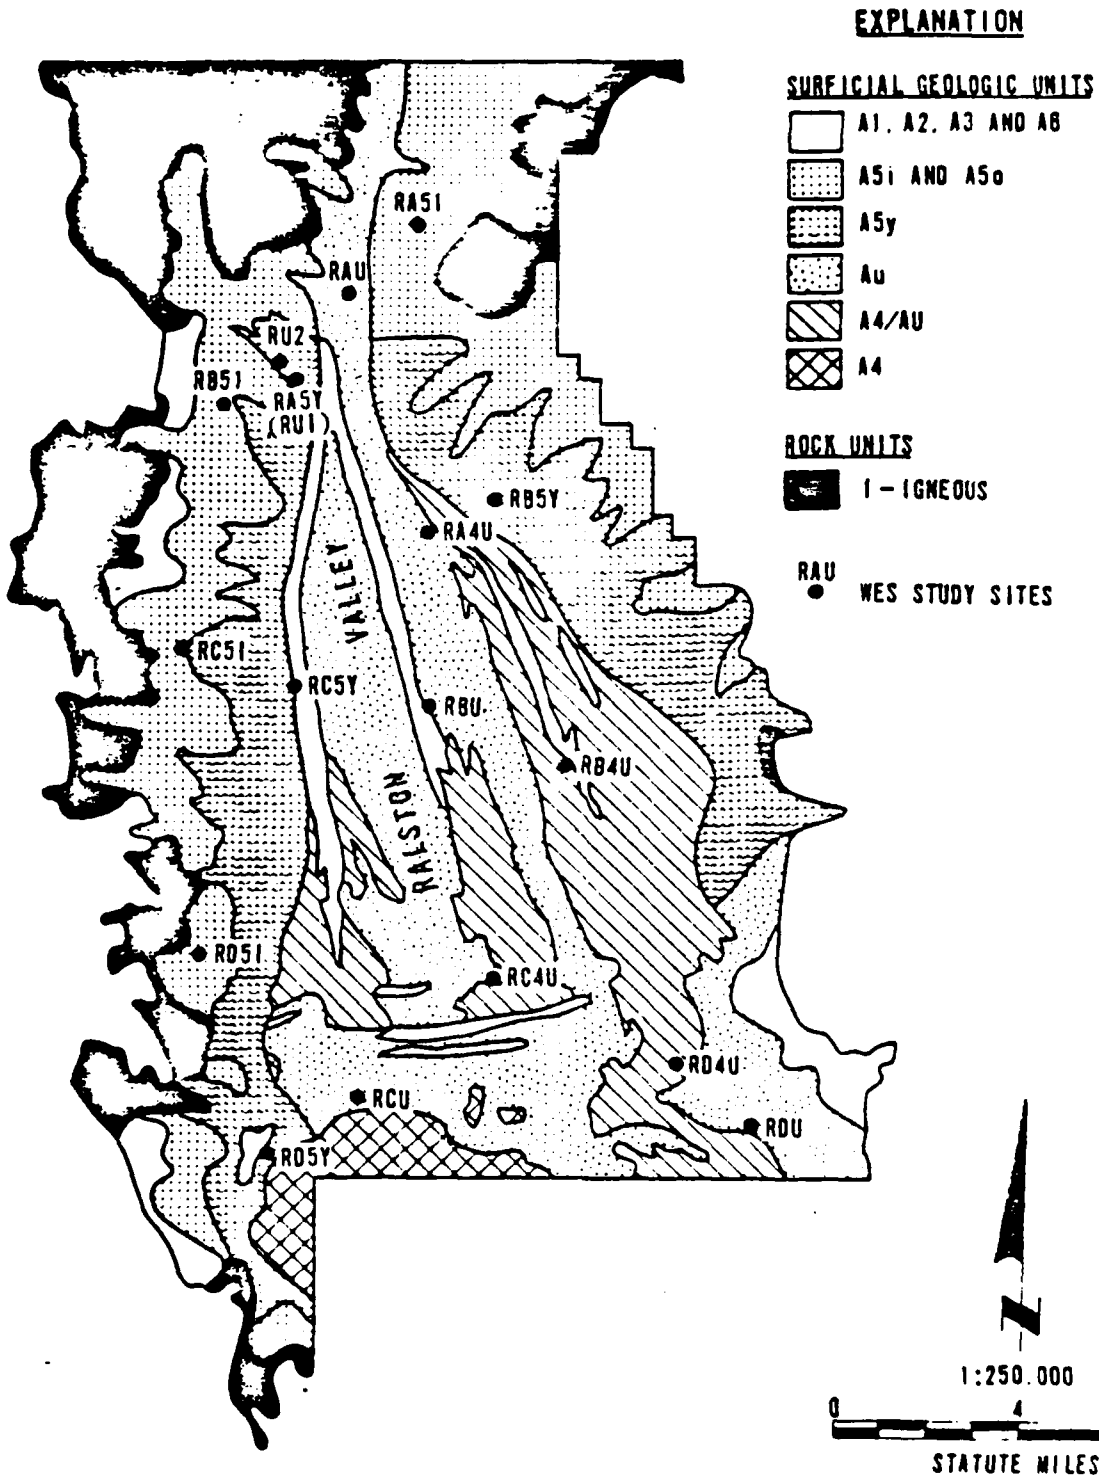 EXPLANATION
SURFICIAL GEOLOGIC UNITS
A1, A2, A3 AND A6
A5i AND A5o
A5y
Au
A4/AU
A4
ROCK UNITS
I-IGNEOUS
RAU
WES STUDY SITES
RA5I
RAU
RU2
RB5I
RA5Y
(RU1)
RB5Y
RA4U
VALLEY
RC5I
RC5Y
RBU
RB4U
RALSTON
RD5I
RC4U
RD4U
RCU
RDU
RD5Y
N
1:250,000
0 4
STATUTE MILES